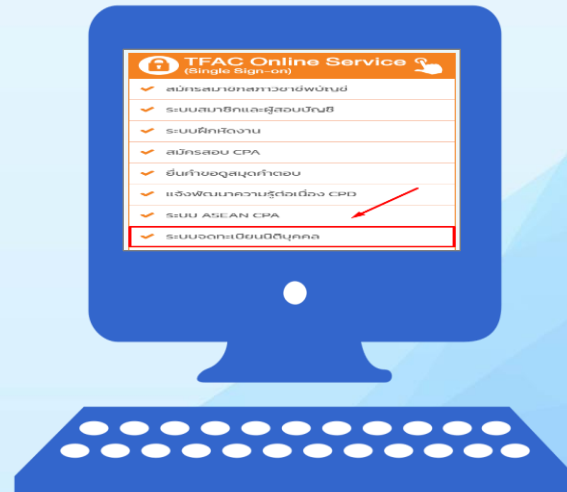 TFAC Online Service
(Single Sign-on)
สมัครสมาชิกสภาวิชาชีพบัญชี
ระบบสมาชิกและผู้สอบบัญชี
ระบบฝึกหัดงาน
สมัครสอบ CPA
ยื่นคำขอดูสมุดคำตอบ
แจ้งพัฒนาความรู้ต่อเนื่อง CPD
ระบบ ASEAN CPA
ระบบจดทะเบียนนิติบุคคล